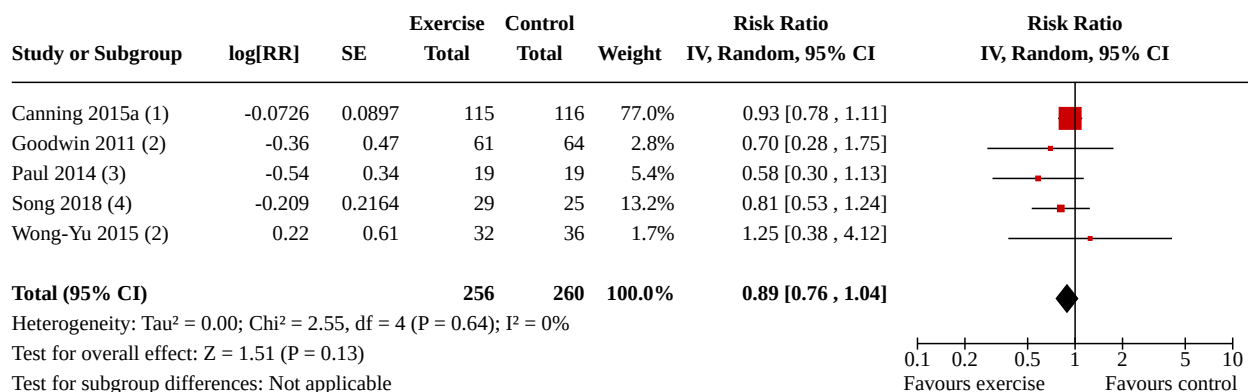 Exercise Control Risk Ratio Risk Ratio
Study or Subgroup log[RR] SE Total Total Weight IV, Random, 95% CI IV, Random, 95% CI
Canning 2015a (1) -0.0726 0.0897 115 116 77.0% 0.93 [0.78 , 1.11]
Goodwin 2011 (2) -0.36 0.47 61 64 2.8% 0.70 [0.28 , 1.75]
Paul 2014 (3) -0.54 0.34 19 19 5.4% 0.58 [0.30 , 1.13]
Song 2018 (4) -0.209 0.2164 29 25 13.2% 0.81 [0.53 , 1.24]
Wong-Yu 2015 (2) 0.22 0.61 32 36 1.7% 1.25 [0.38 , 4.12]
Total (95% CI) 256 260 100.0% 0.89 [0.76 , 1.04]
Heterogeneity: Tau² = 0.00; Chi² = 2.55, df = 4 (P = 0.64); I² = 0%
Test for overall effect: Z = 1.51 (P = 0.13)
Test for subgroup differences: Not applicable
0.1 0.2 0.5 1 2 5 10
Favours exercise Favours control